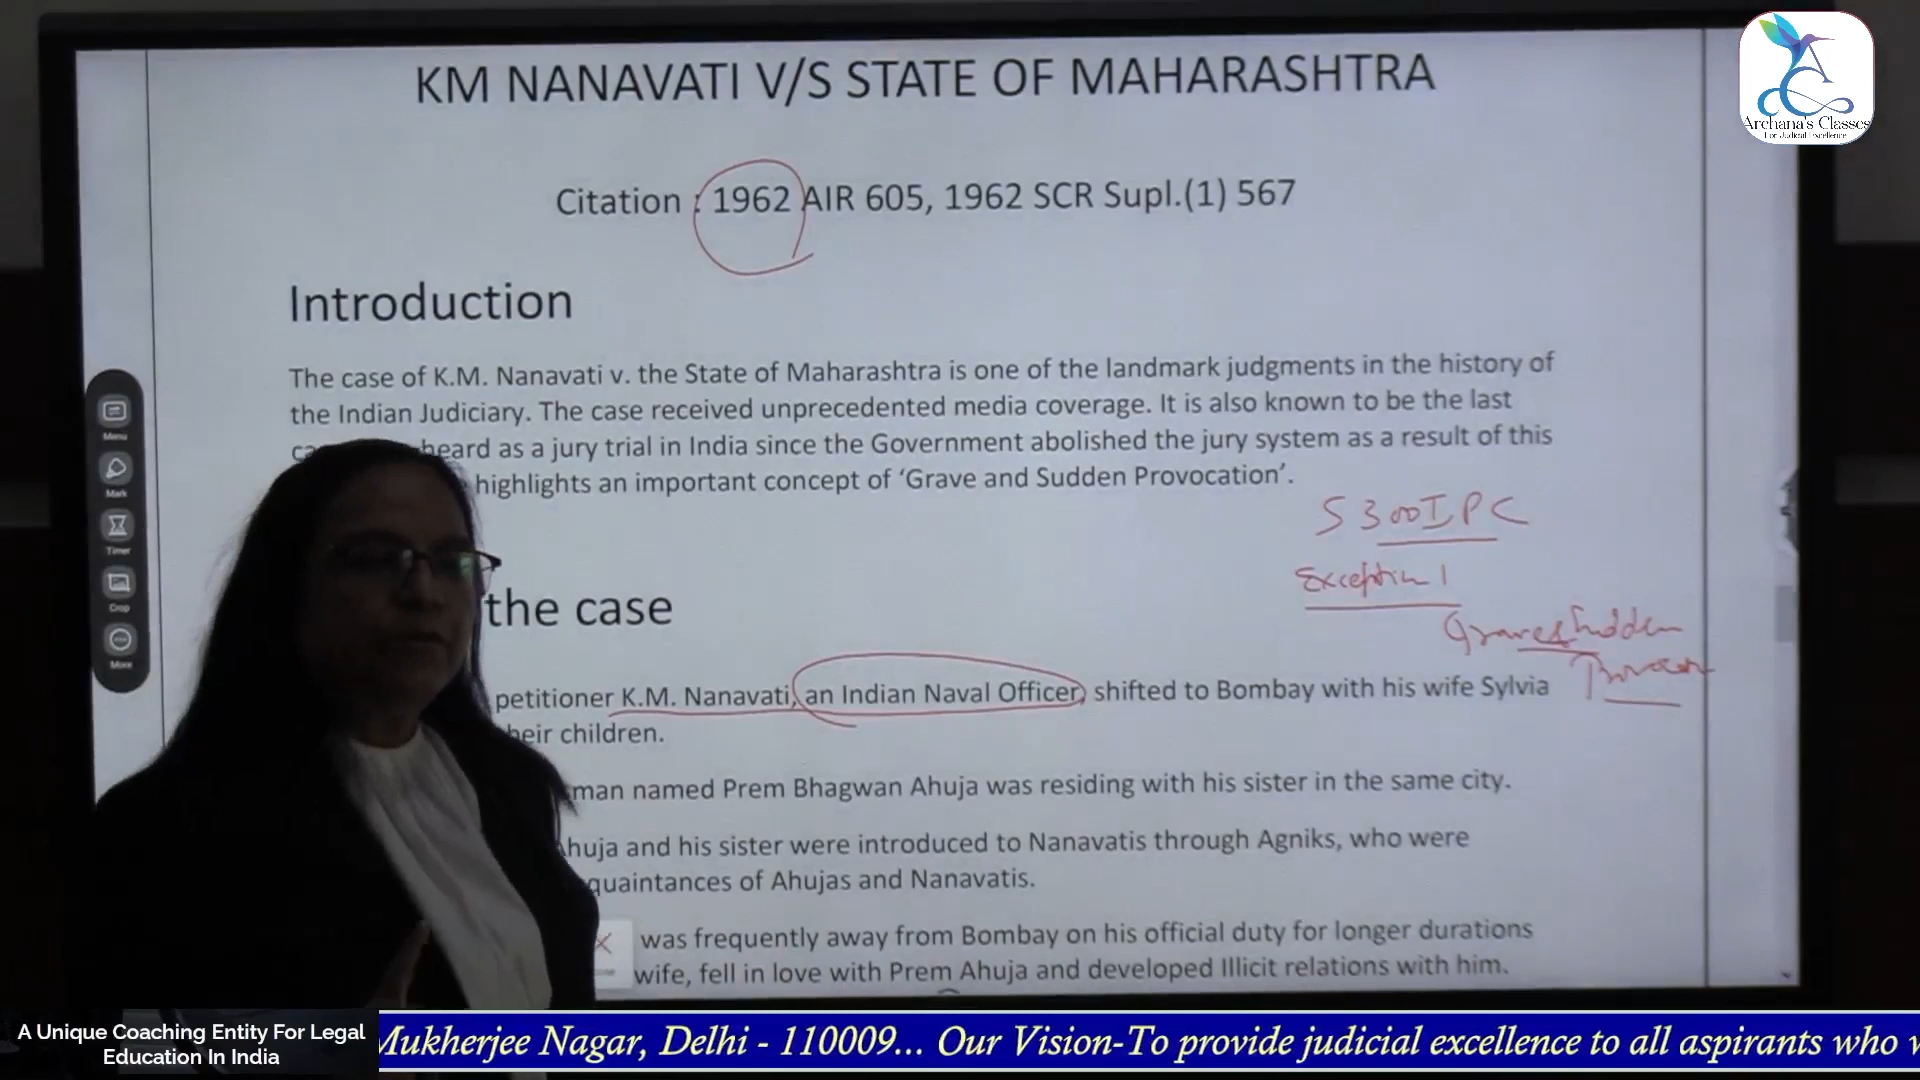 KM NANAVATI V/S STATE OF MAHARASHTRA
Archana's Classes
For Judicial Excellence
Citation : 1962 AIR 605, 1962 SCR Supl.(1) 567
Introduction
The case of K.M. Nanavati v. the State of Maharashtra is one of the landmark judgments in the history of
the Indian Judiciary. The case received unprecedented media coverage. It is also known to be the last
heard as a jury trial in India since the Government abolished the jury system as a result of this
highlights an important concept of ‘Grave and Sudden Provocation’.
S 300 IPC
Exception 1
Grave & Sudden
the case
petitioner K.M. Nanavati, an Indian Naval Officer, shifted to Bombay with his wife Sylvia
heir children.
man named Prem Bhagwan Ahuja was residing with his sister in the same city.
Ahuja and his sister were introduced to Nanavatis through Agniks, who were
quaintances of Ahujas and Nanavatis.
was frequently away from Bombay on his official duty for longer durations
wife, fell in love with Prem Ahuja and developed Illicit relations with him.
Menu
Mark
Timer
Crop
More
A Unique Coaching Entity For Legal
Education In India
Mukherjee Nagar, Delhi - 110009... Our Vision-To provide judicial excellence to all aspirants who